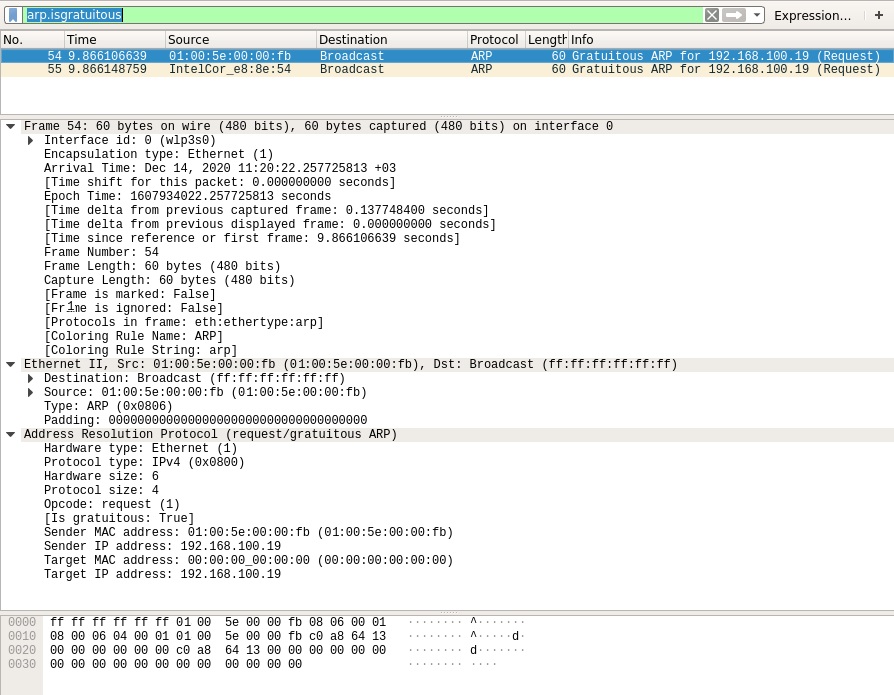 arp.isgratuitous Expression... +
No. Time Source Destination Protocol Length Info
54 9.866106639 01:00:5e:00:00:fb Broadcast ARP 60 Gratuitous ARP for 192.168.100.19 (Request)
55 9.866148759 IntelCor_e8:8e:54 Broadcast ARP 60 Gratuitous ARP for 192.168.100.19 (Request)
Frame 54: 60 bytes on wire (480 bits), 60 bytes captured (480 bits) on interface 0
Interface id: 0 (wlp3s0)
Encapsulation type: Ethernet (1)
Arrival Time: Dec 14, 2020 11:20:22.257725813 +03
[Time shift for this packet: 0.000000000 seconds]
Epoch Time: 1607934022.257725813 seconds
[Time delta from previous captured frame: 0.137748400 seconds]
[Time delta from previous displayed frame: 0.000000000 seconds]
[Time since reference or first frame: 9.866106639 seconds]
Frame Number: 54
Frame Length: 60 bytes (480 bits)
Capture Length: 60 bytes (480 bits)
[Frame is marked: False]
[Frame is ignored: False]
[Protocols in frame: eth:ethertype:arp]
[Coloring Rule Name: ARP]
[Coloring Rule String: arp]
Ethernet II, Src: 01:00:5e:00:00:fb (01:00:5e:00:00:fb), Dst: Broadcast (ff:ff:ff:ff:ff:ff)
Destination: Broadcast (ff:ff:ff:ff:ff:ff)
Source: 01:00:5e:00:00:fb (01:00:5e:00:00:fb)
Type: ARP (0x0806)
Padding: 000000000000000000000000000000000000
Address Resolution Protocol (request/gratuitous ARP)
Hardware type: Ethernet (1)
Protocol type: IPv4 (0x0800)
Hardware size: 6
Protocol size: 4
Opcode: request (1)
[Is gratuitous: True]
Sender MAC address: 01:00:5e:00:00:fb (01:00:5e:00:00:fb)
Sender IP address: 192.168.100.19
Target MAC address: 00:00:00_00:00:00 (00:00:00:00:00:00)
Target IP address: 192.168.100.19
0000 ff ff ff ff ff ff 01 00 5e 00 00 fb 08 06 00 01 ········ ^·······
0010 08 00 06 04 00 01 01 00 5e 00 00 fb c0 a8 64 13 ········ ^·····d·
0020 00 00 00 00 00 00 c0 a8 64 13 00 00 00 00 00 00 ········ d·······
0030 00 00 00 00 00 00 00 00 00 00 00 00 ········ ····